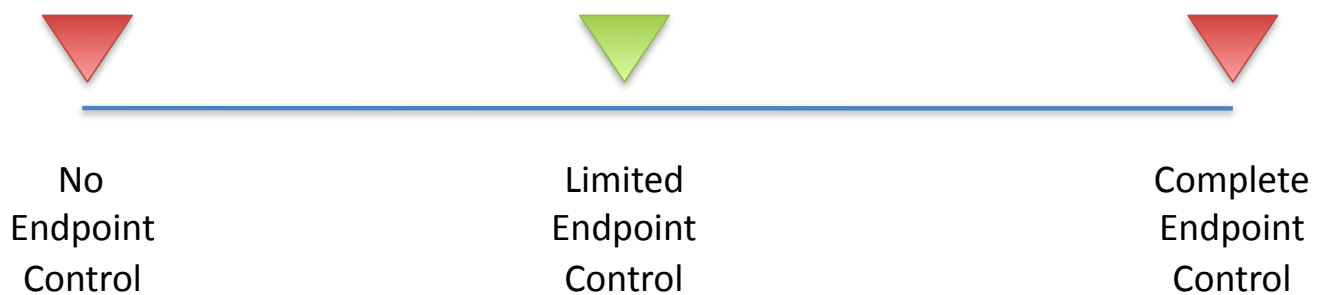 No
Endpoint
Control
Limited
Endpoint
Control
Complete
Endpoint
Control